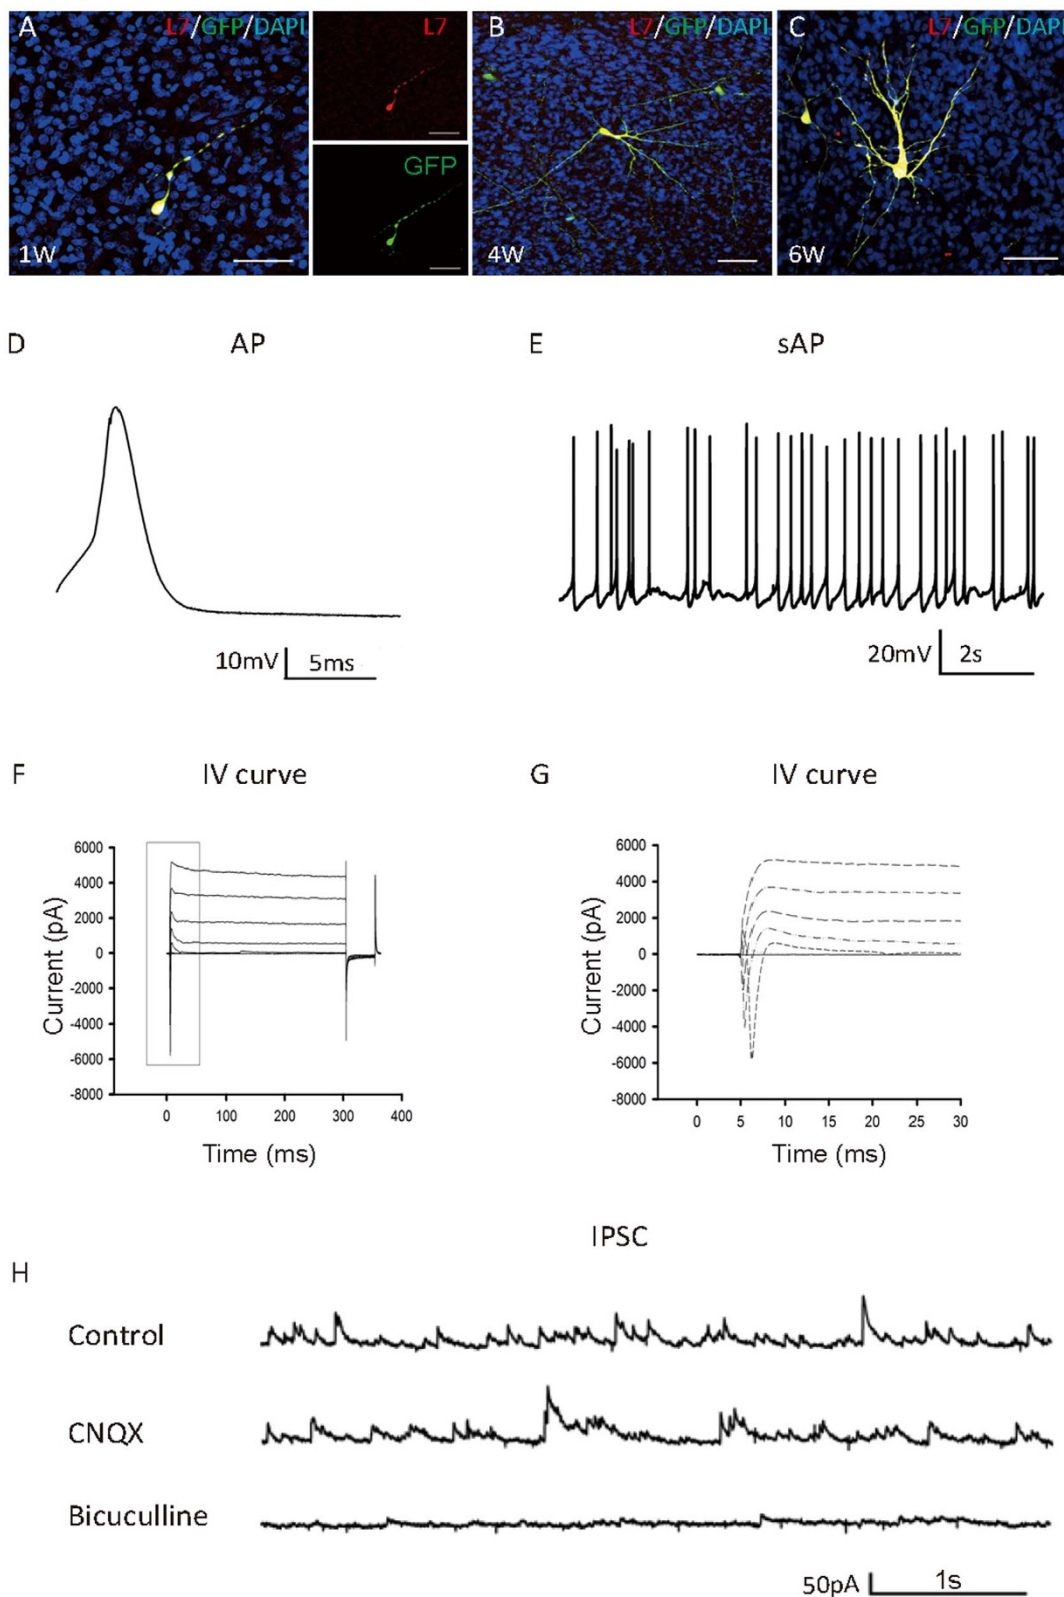 A L7/GFP/DAPI
1W
L7
GFP
B L7/GFP/DAPI
4W
C L7/GFP/DAPI
6W
D AP
10mV 5ms
E sAP
20mV 2s
F IV curve
Current (pA)
6000
4000
2000
0
-2000
-4000
-6000
-8000
0 100 200 300 400
Time (ms)
G IV curve
Current (pA)
6000
4000
2000
0
-2000
-4000
-6000
-8000
0 5 10 15 20 25 30
Time (ms)
IPSC
H
Control
CNQX
Bicuculline
50pA 1s